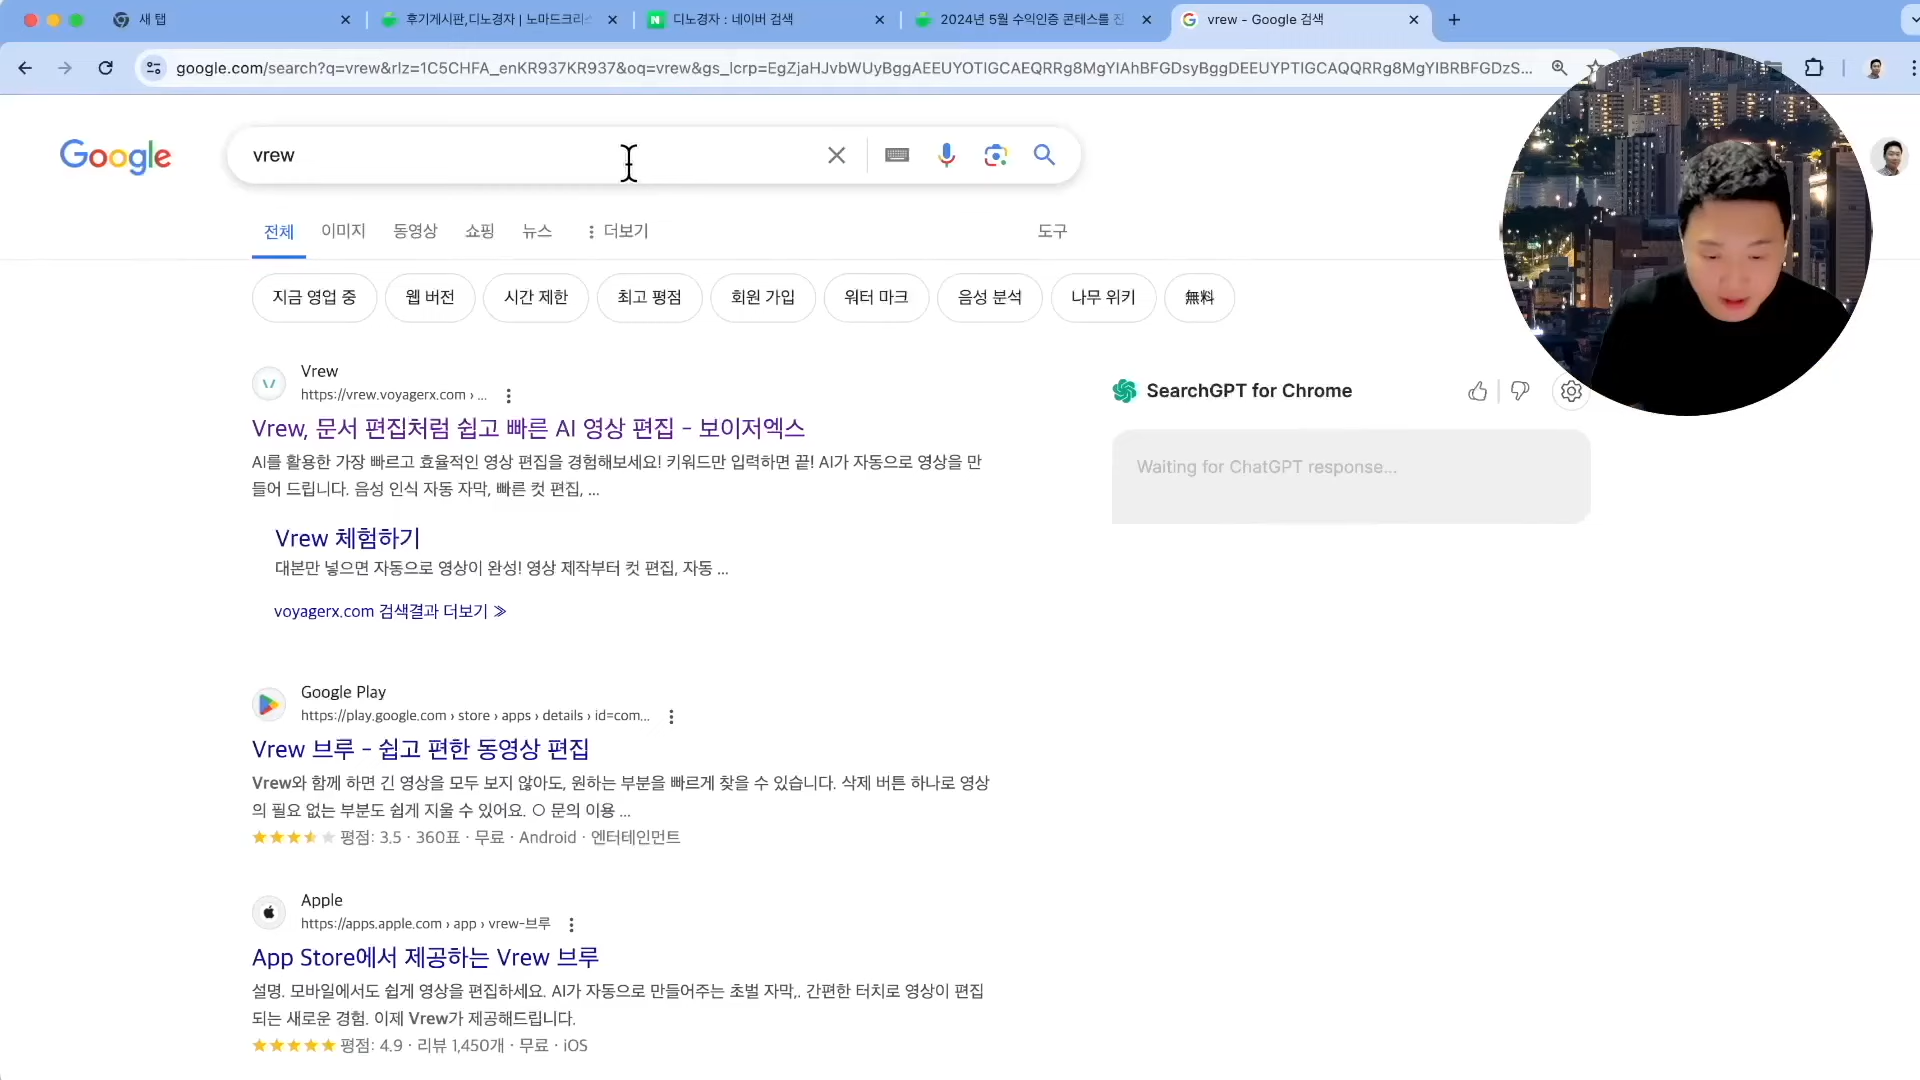 새 탭
후기게시판,디노경자 | 노마드크리스
디노경자 : 네이버 검색
2024년 5월 수익인증 콘테스틀 진
vrew - Google 검색
google.com/search?q=vrew&rlz=1C5CHFA_enKR937KR937&oq=vrew&gs_lcrp=EgZjaHJvbWUyBggAEEUYOTIGCAEQRRg8MgYIAhBFGDsyBggDEEUYPTIGCAQQRRg8MgYIBRBFGDzS...
Google
vrew
전체
이미지
동영상
쇼핑
뉴스
더보기
도구
지금 영업 중
웹 버전
시간 제한
최고 평점
회원 가입
워터 마크
음성 분석
나무 위키
無料
Vrew
https://vrew.voyagerx.com › ...
Vrew, 문서 편집처럼 쉽고 빠른 AI 영상 편집 - 보이저엑스
AI를 활용한 가장 빠르고 효율적인 영상 편집을 경험해보세요! 키워드만 입력하면 끝! AI가 자동으로 영상을 만
들어 드립니다. 음성 인식 자동 자막, 빠른 컷 편집, ...
Vrew 체험하기
대본만 넣으면 자동으로 영상이 완성! 영상 제작부터 컷 편집, 자동 ...
voyagerx.com 검색결과 더보기 ≫
SearchGPT for Chrome
Waiting for ChatGPT response...
Google Play
https://play.google.com › store › apps › details › id=com...
Vrew 브루 - 쉽고 편한 동영상 편집
Vrew와 함께 하면 긴 영상을 모두 보지 않아도, 원하는 부분을 빠르게 찾을 수 있습니다. 삭제 버튼 하나로 영상
의 필요 없는 부분도 쉽게 지울 수 있어요. ○ 문의 이용 ...
평점: 3.5 · 360표 · 무료 · Android · 엔터테인먼트
Apple
https://apps.apple.com › app › vrew-브루
App Store에서 제공하는 Vrew 브루
설명. 모바일에서도 쉽게 영상을 편집하세요. AI가 자동으로 만들어주는 초벌 자막,. 간편한 터치로 영상이 편집
되는 새로운 경험. 이제 Vrew가 제공해드립니다.
평점: 4.9 · 리뷰 1,450개 · 무료 · iOS